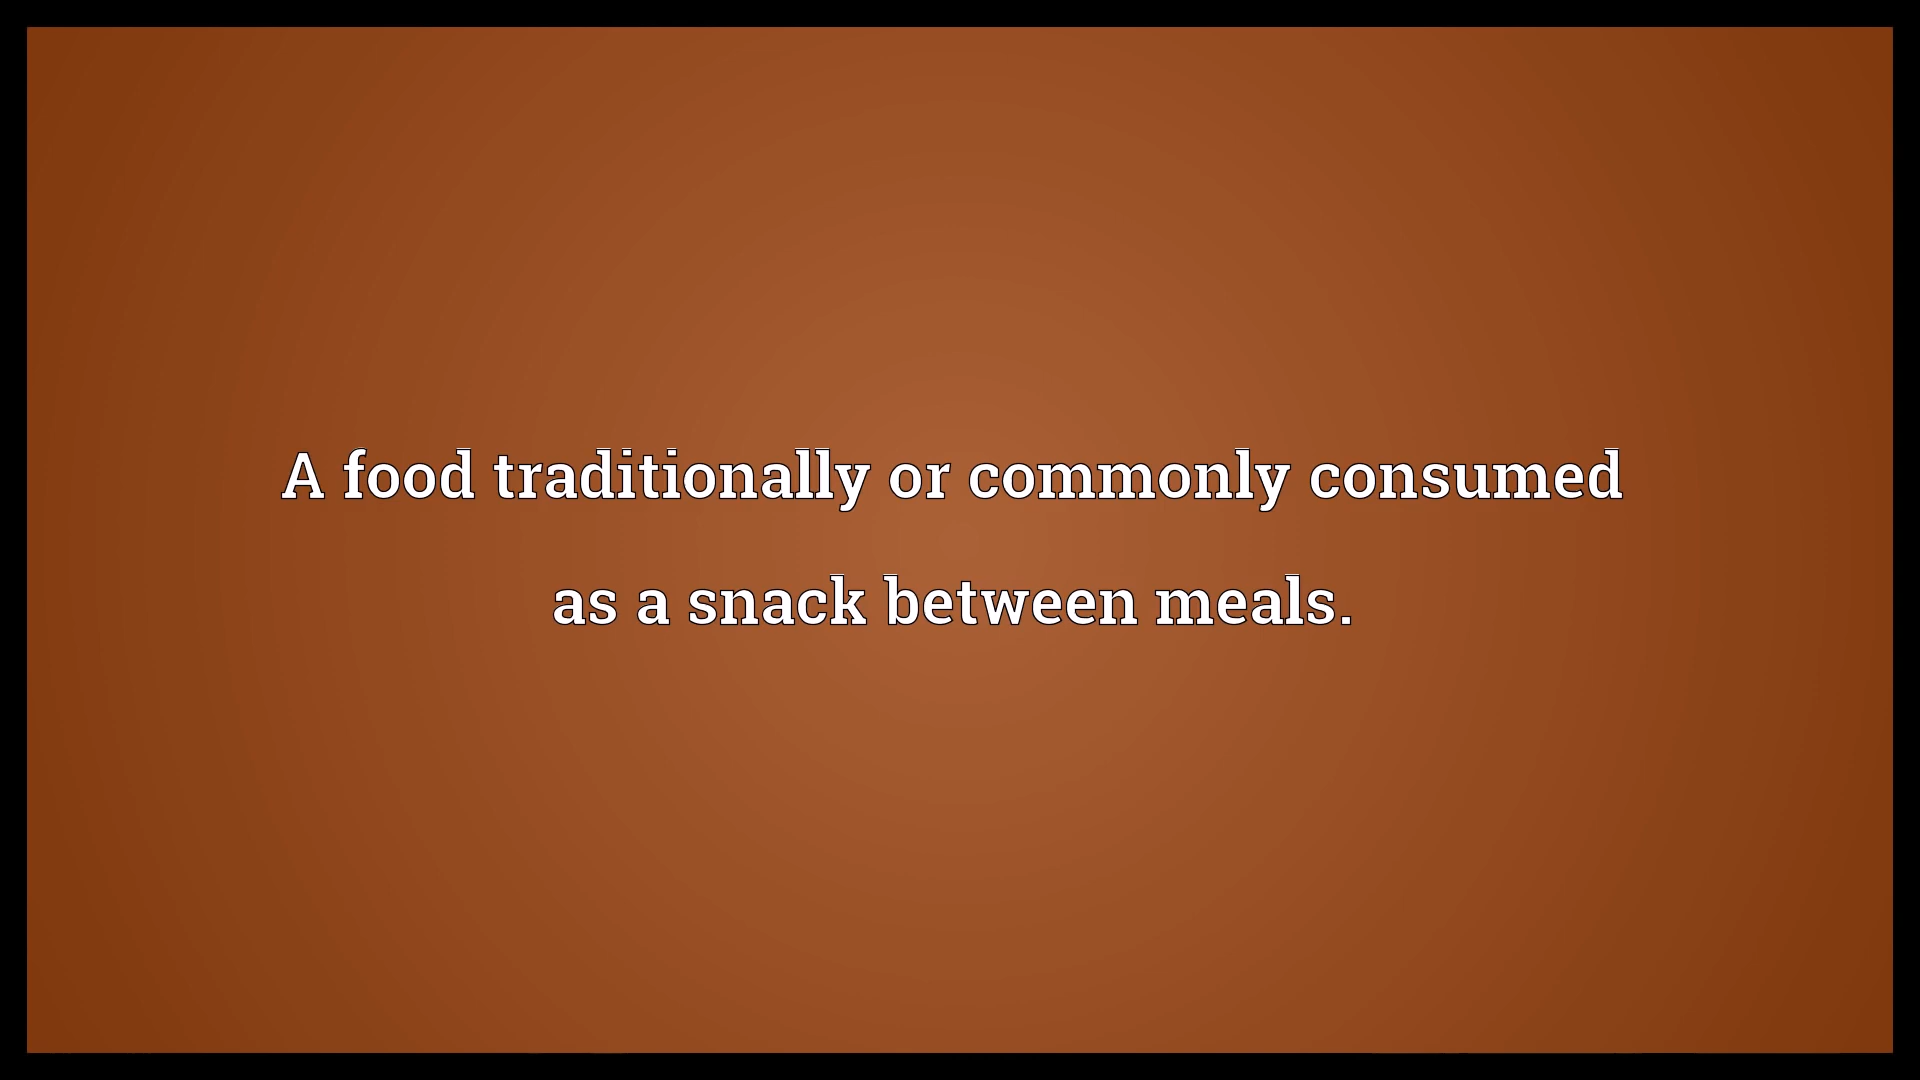 A food traditionally or commonly consumed
as a snack between meals.